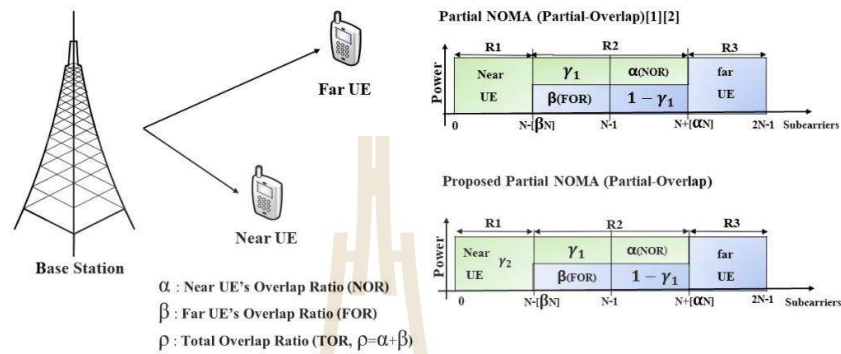 Far UE
Near UE
Base Station
α : Near UE's Overlap Ratio (NOR)
β : Far UE's Overlap Ratio (FOR)
ρ : Total Overlap Ratio (TOR, ρ=α+β)
Partial NOMA (Partial-Overlap)[1][2]
R1 R2 R3
Power
Near γ₁ α(NOR) far
UE β(FOR) 1 − γ₁ UE
0 N-[βN] N-1 N+[αN] 2N-1 Subcarriers
Proposed Partial NOMA (Partial-Overlap)
R1 R2 R3
Power
Near γ₂ γ₁ α(NOR) far
UE β(FOR) 1 − γ₁ UE
0 N-[βN] N-1 N+[αN] 2N-1 Subcarriers